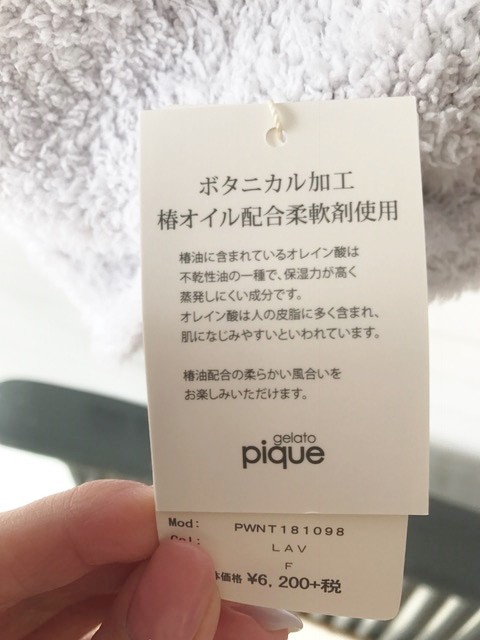 ボタニカル加工
椿オイル配合柔軟剤使用
椿油に含まれているオレイン酸は
不乾性油の一種で、保湿力が高く
蒸発しにくい成分です。
オレイン酸は人の皮脂に多く含まれ、
肌になじみやすいといわれています。
椿油配合の柔らかい風合いを
お楽しみいただけます。
gelato
pique
Mod: PWNT181098
Col: LAV
F
体価格 ¥6,200+税